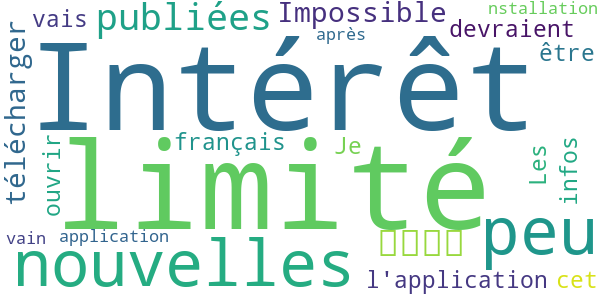 vais publiées Impossible nstallation
après devraient
être
télécharger Intérêt
français Je
ouvrir limité Les infos
vain application
nouvelles peu
l'application cet